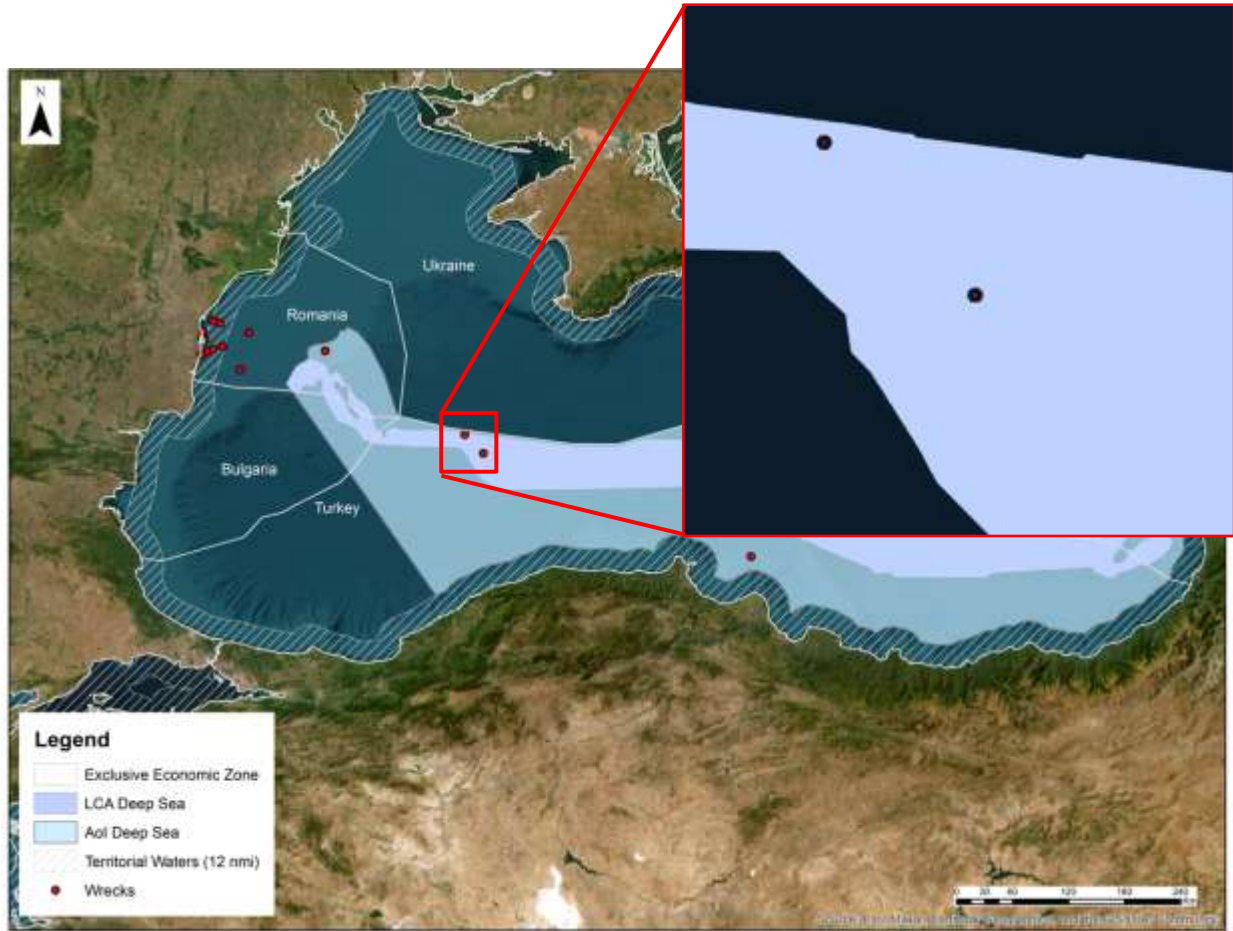 N
Ukraine
Romania
Bulgaria
Turkey
Legend
Exclusive Economic Zone
LCA Deep Sea
AoI Deep Sea
Territorial Waters (12 nmi)
Wrecks
0 30 60 120 180 240